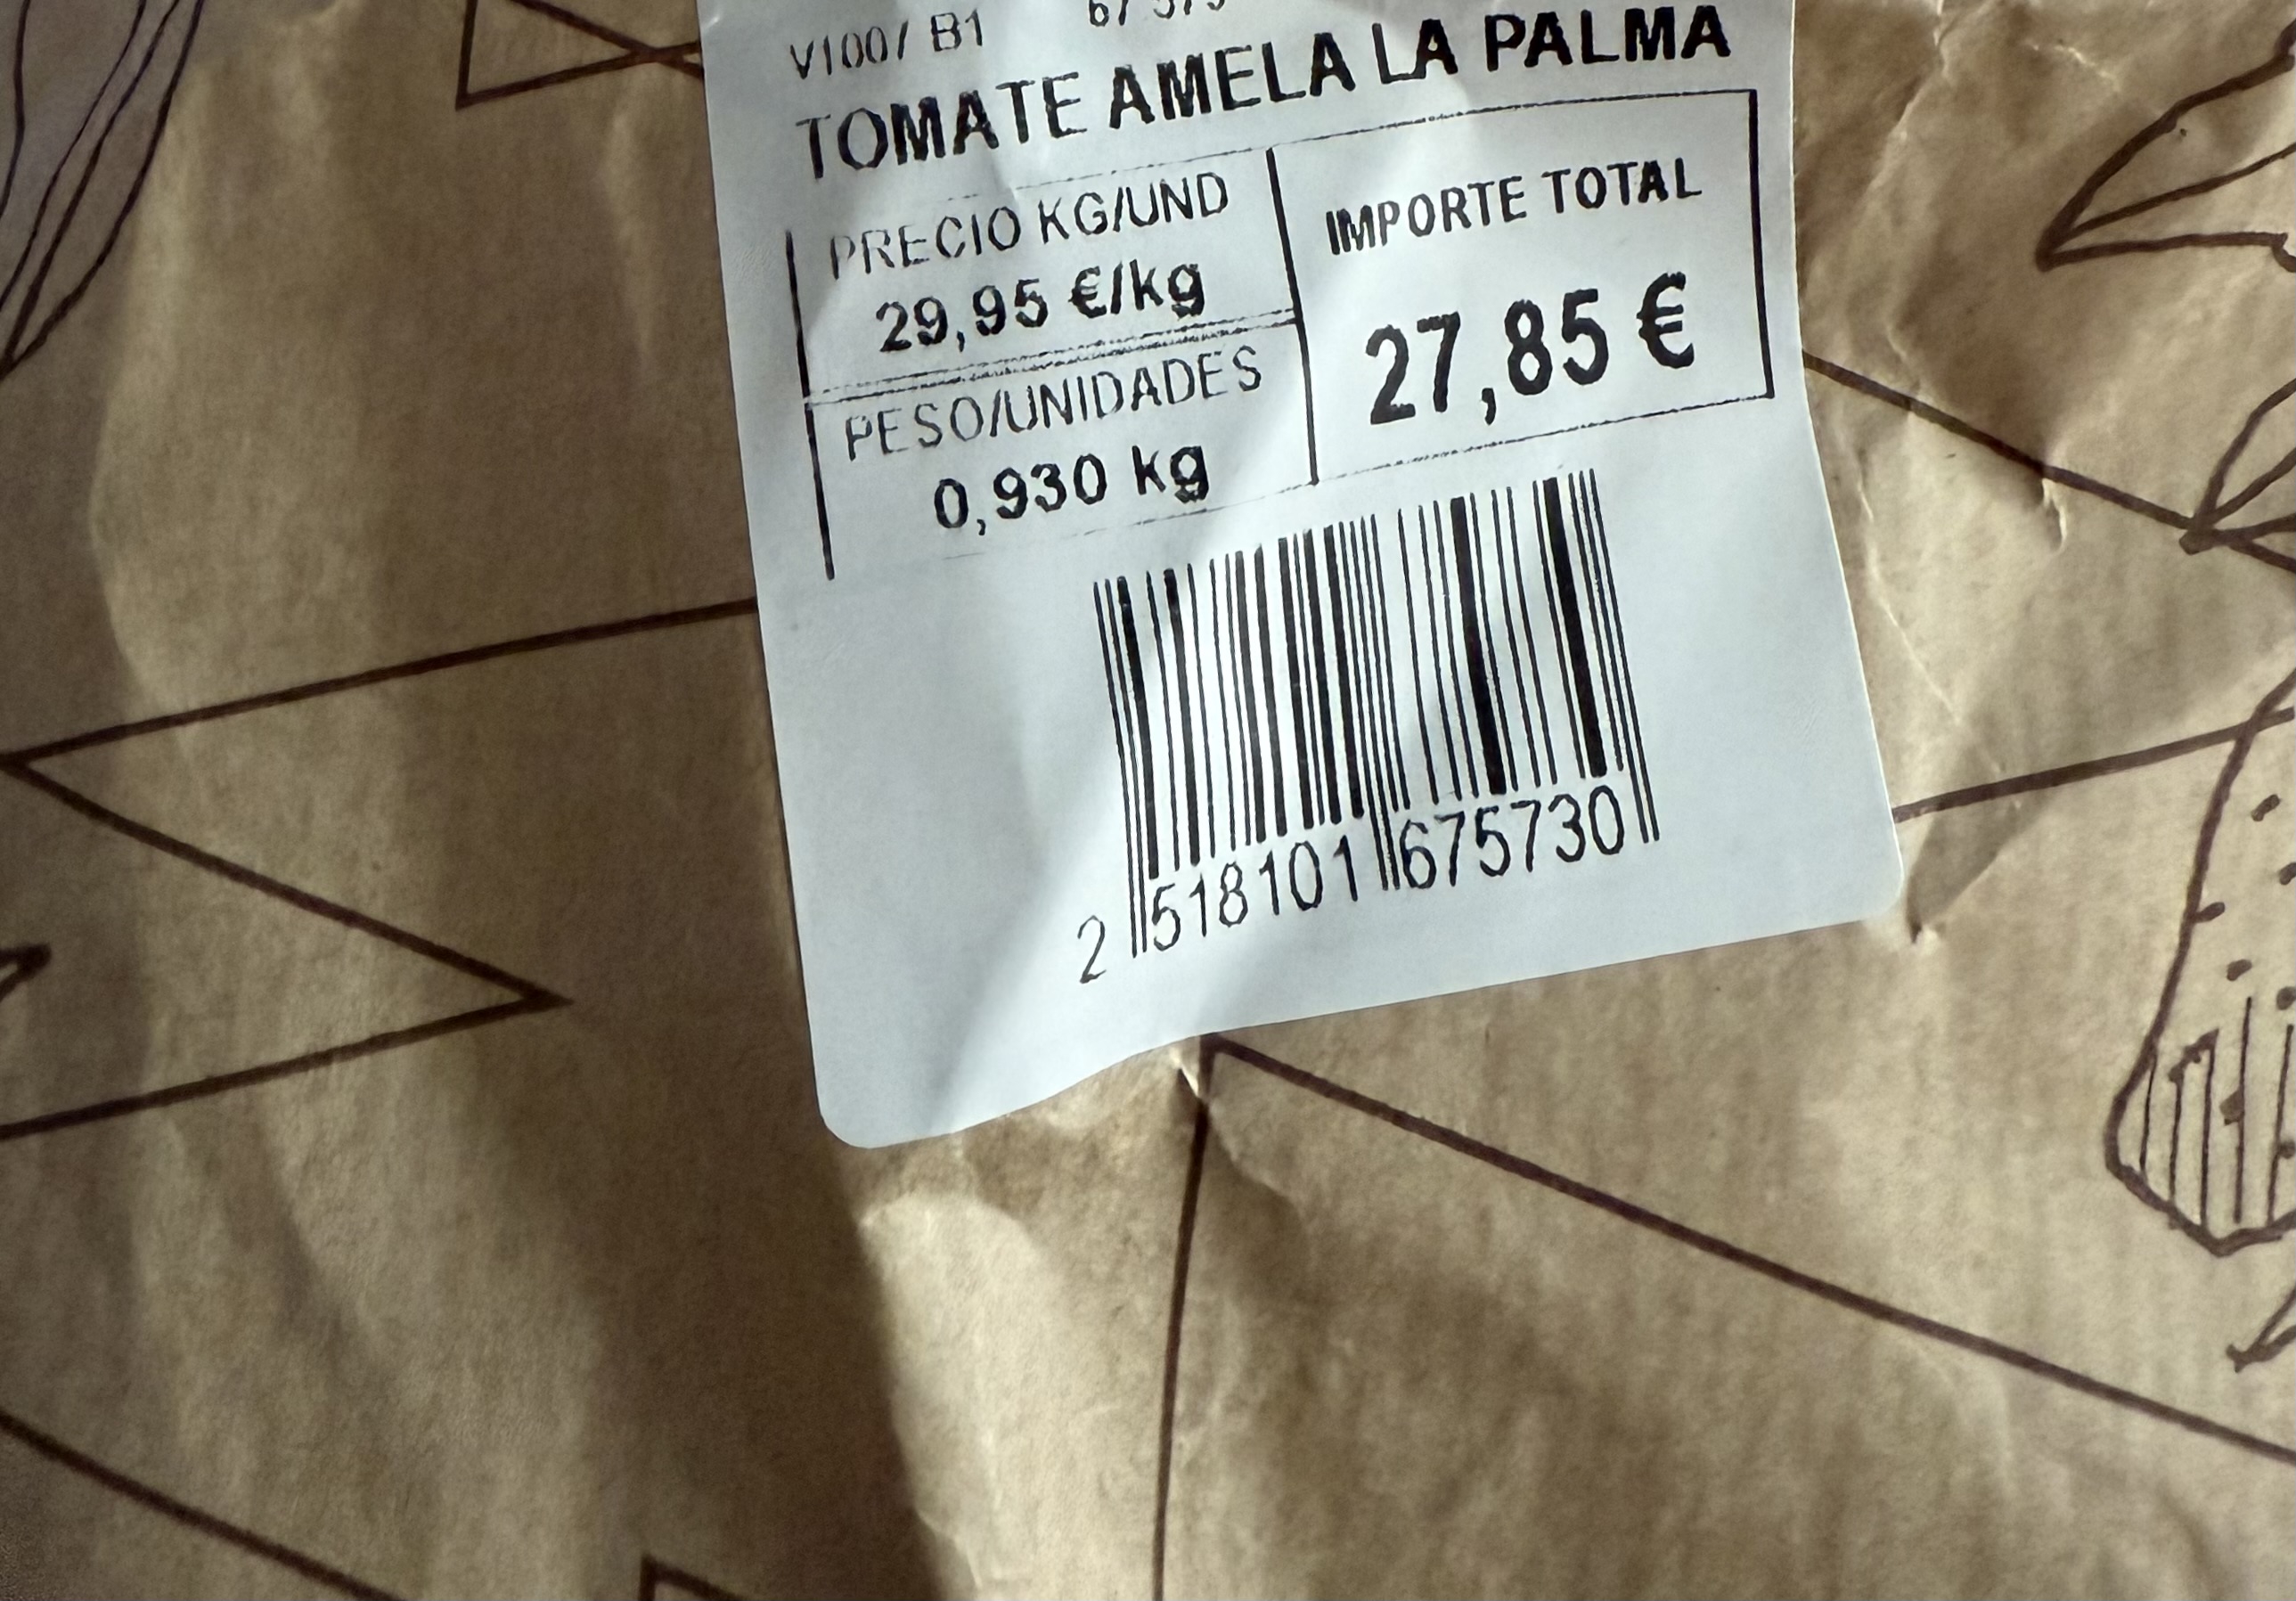 V1007 B1
TOMATE AMELA LA PALMA
PRECIO KG/UND
29,95 €/kg
IMPORTE TOTAL
27,85 €
PESO/UNIDADES
0,930 kg
2 518101 675730